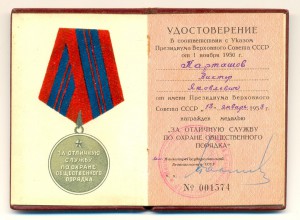 ЗА ОТЛИЧНУЮ
СЛУЖБУ
ПО ОХРАНЕ
ОБЩЕСТВЕННОГО
ПОРЯДКА
УДОСТОВЕРЕНИЕ
В соответствии с Указом
Президиума Верховного Совета СССР
от 1 ноября 1950 г.
Карташов
Виктор
Яковлевич
от имени Президиума Верховного
Совета СССР
награжден медалью
"ЗА ОТЛИЧНУЮ СЛУЖБУ
ПО ОХРАНЕ ОБЩЕСТВЕННОГО
ПОРЯДКА"
№ 001574